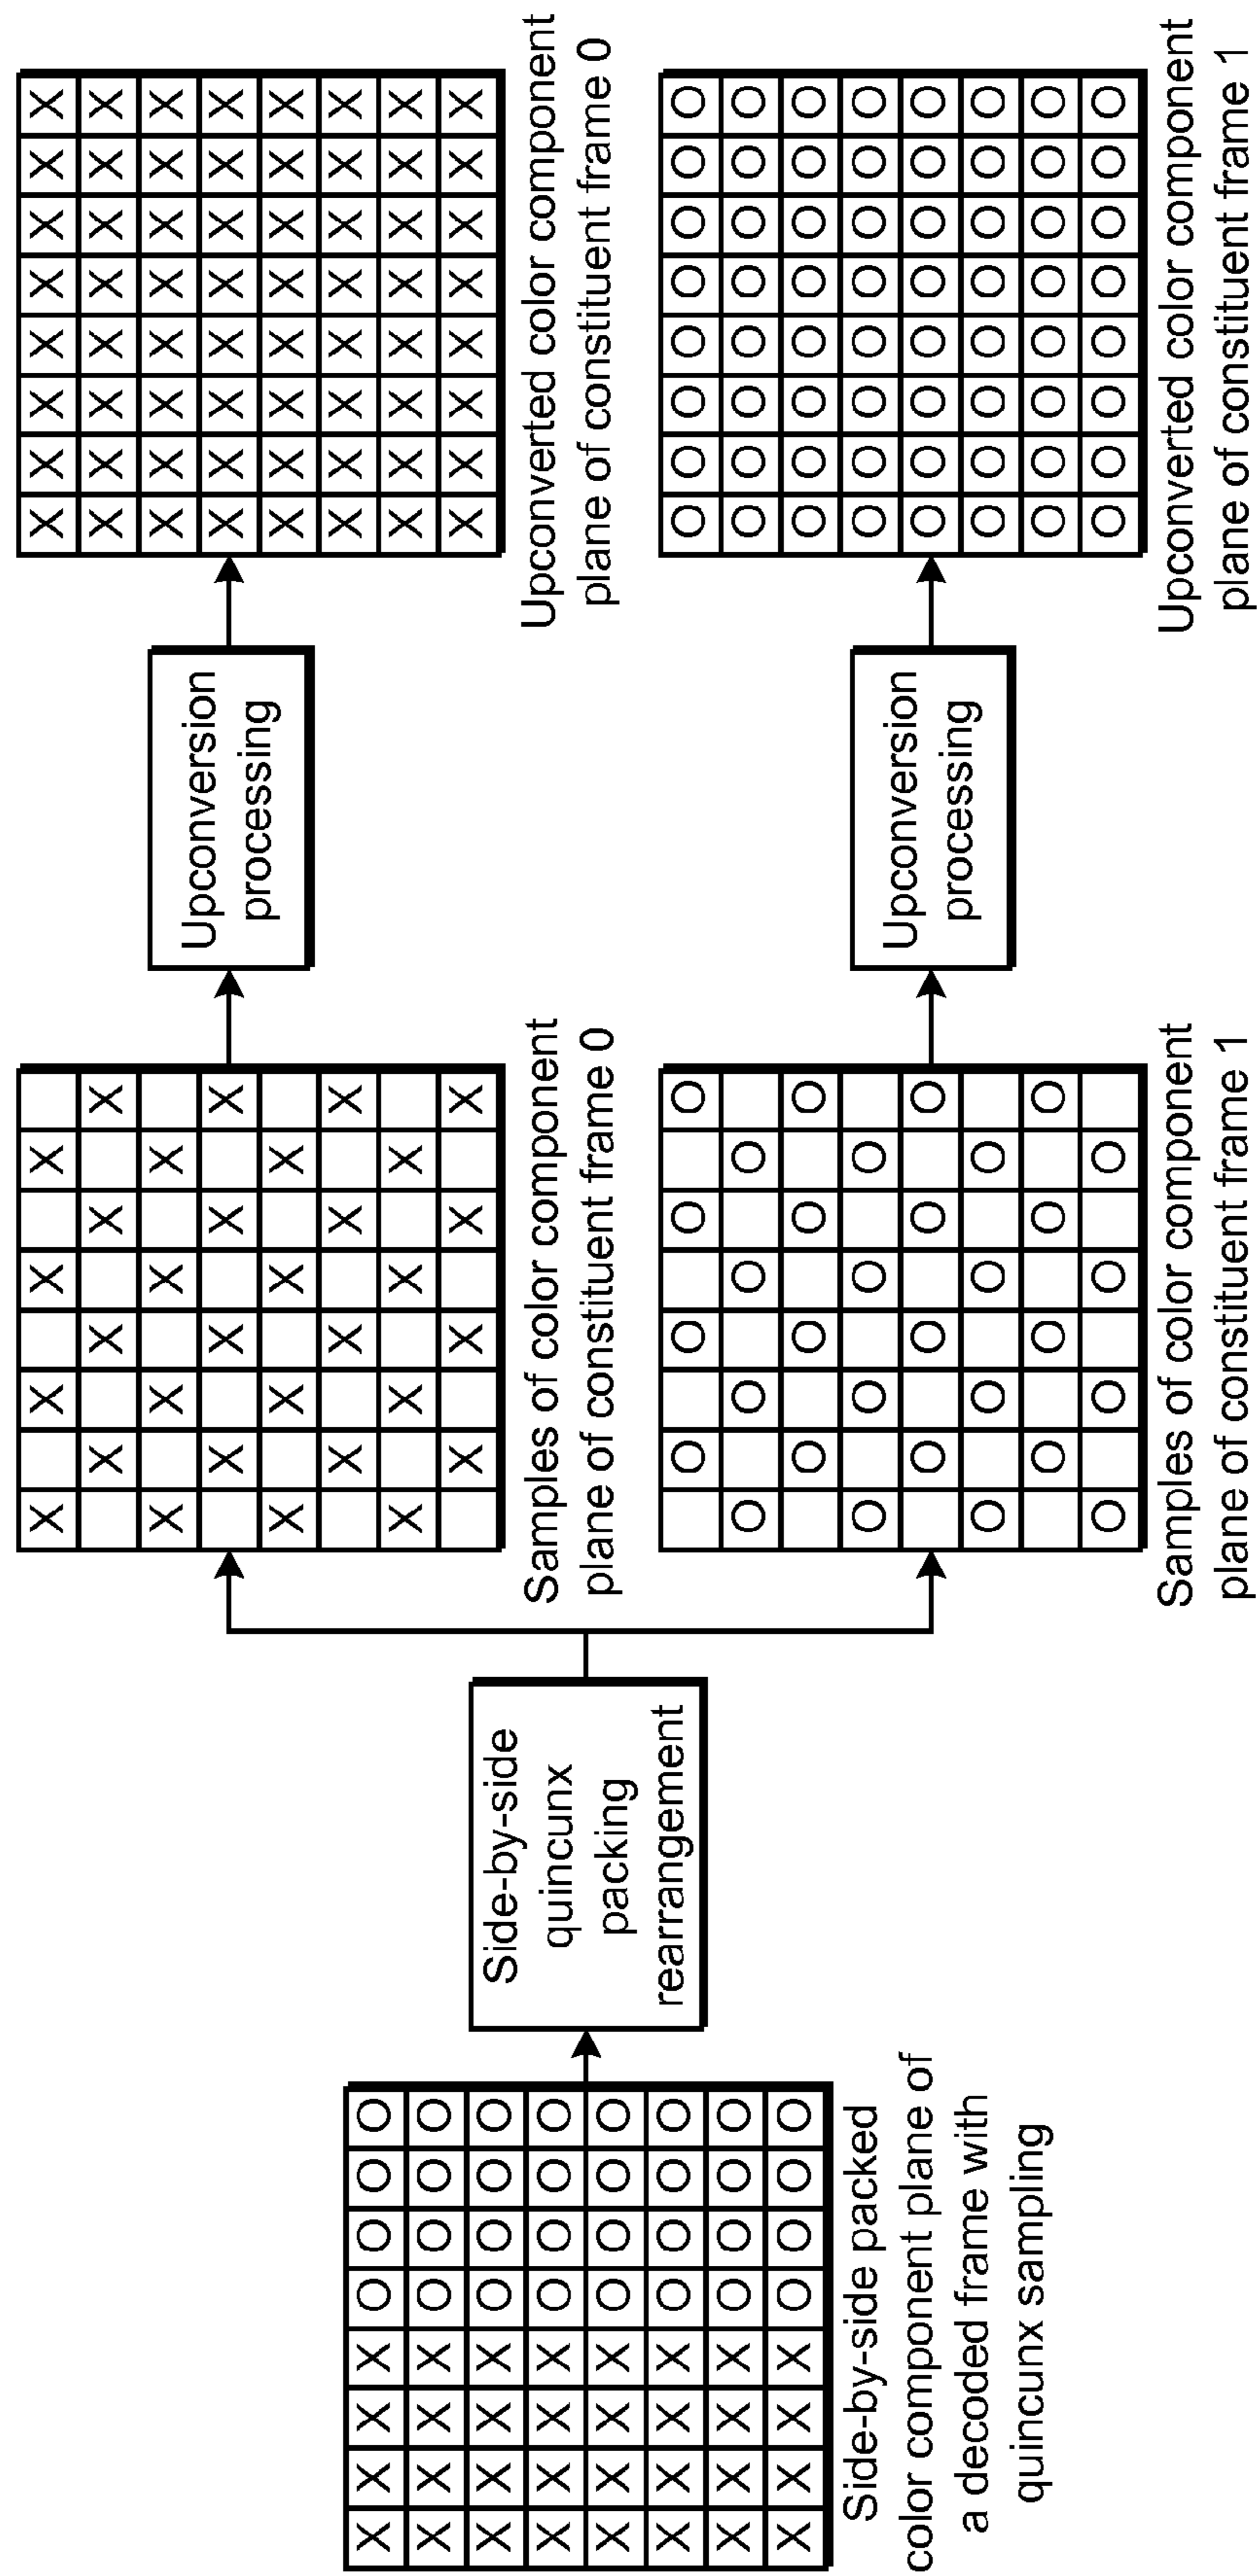 Side-by-side packed
color component plane of
a decoded frame with
quincunx sampling
Side-by-side
quincunx
packing
rearrangement
Samples of color component
plane of constituent frame 0
Upconversion
processing
Upconverted color component
plane of constituent frame 0
Samples of color component
plane of constituent frame 1
Upconversion
processing
Upconverted color component
plane of constituent frame 1